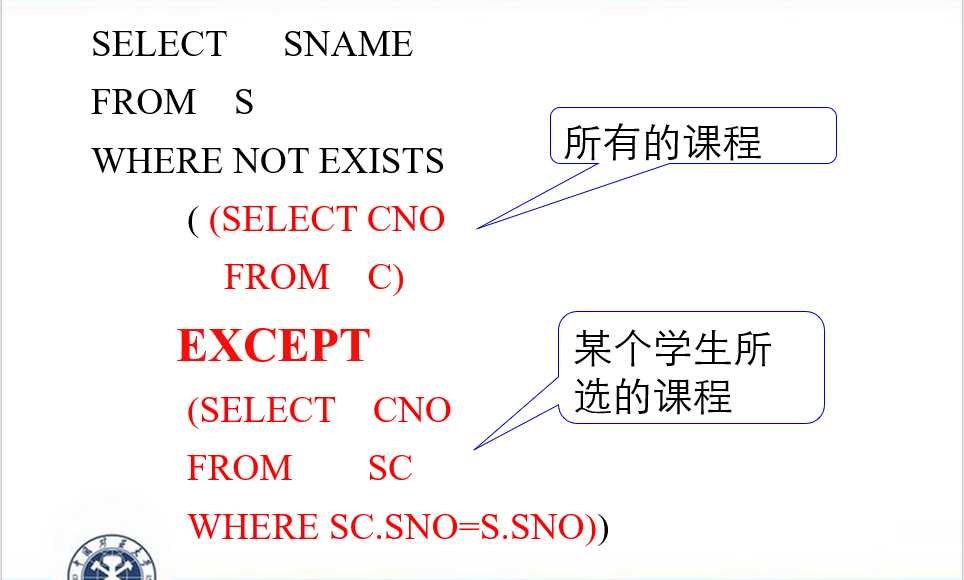 SELECT SNAME
FROM S
WHERE NOT EXISTS
( (SELECT CNO
FROM C)
所有的课程
EXCEPT
(SELECT CNO
FROM SC
WHERE SC.SNO=S.SNO))
某个学生所
选的课程